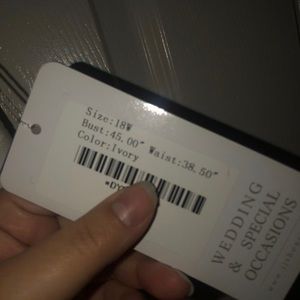 Size:18W
Bust:45.00" Waist:38.50"
Color:Ivory
WEDDING
& SPECIAL
OCCASIONS